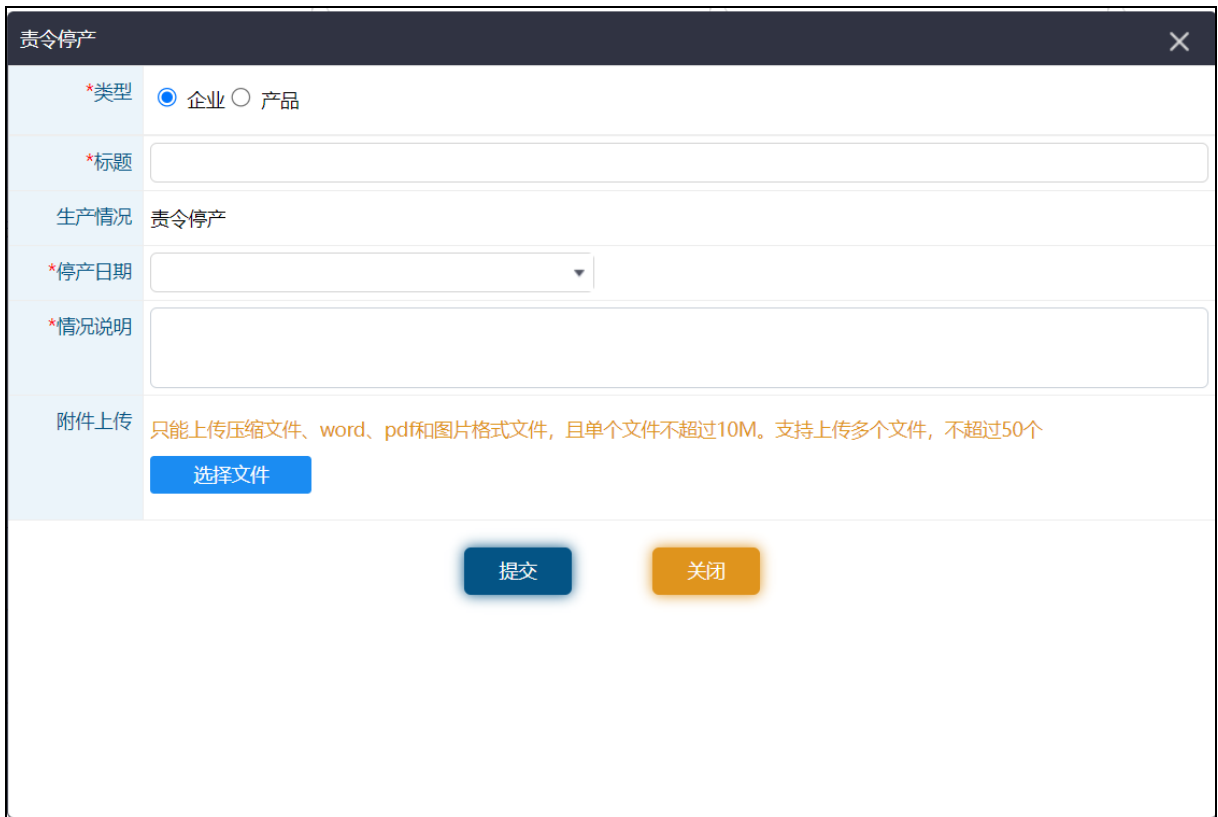 责令停产
*类型 企业 产品
*标题
生产情况 责令停产
*停产日期
*情况说明
附件上传 只能上传压缩文件、word、pdf和图片格式文件，且单个文件不超过10M。支持上传多个文件，不超过50个
选择文件
提交 关闭